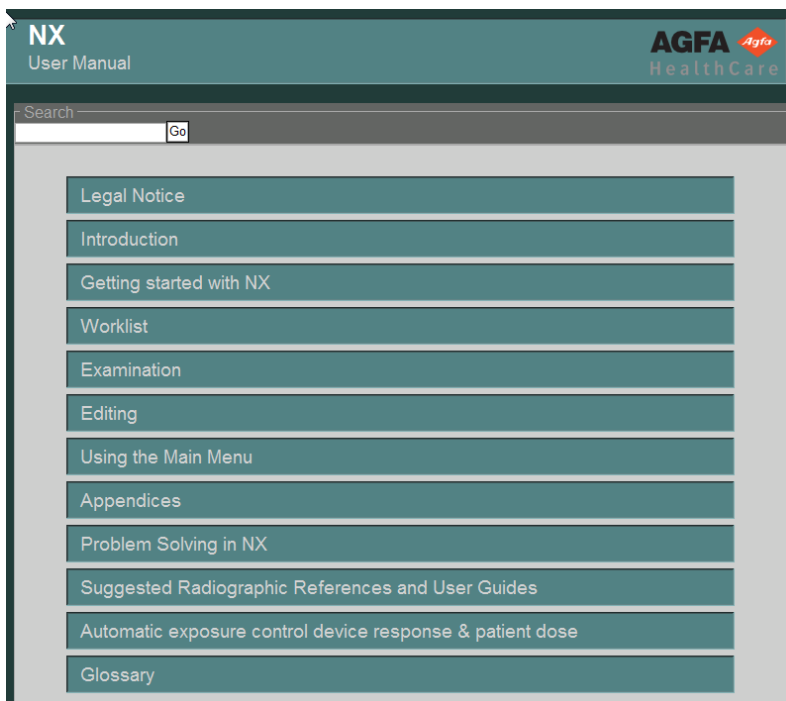 NX
User Manual
AGFA Agfa
HealthCare
Search
Go
Legal Notice
Introduction
Getting started with NX
Worklist
Examination
Editing
Using the Main Menu
Appendices
Problem Solving in NX
Suggested Radiographic References and User Guides
Automatic exposure control device response & patient dose
Glossary